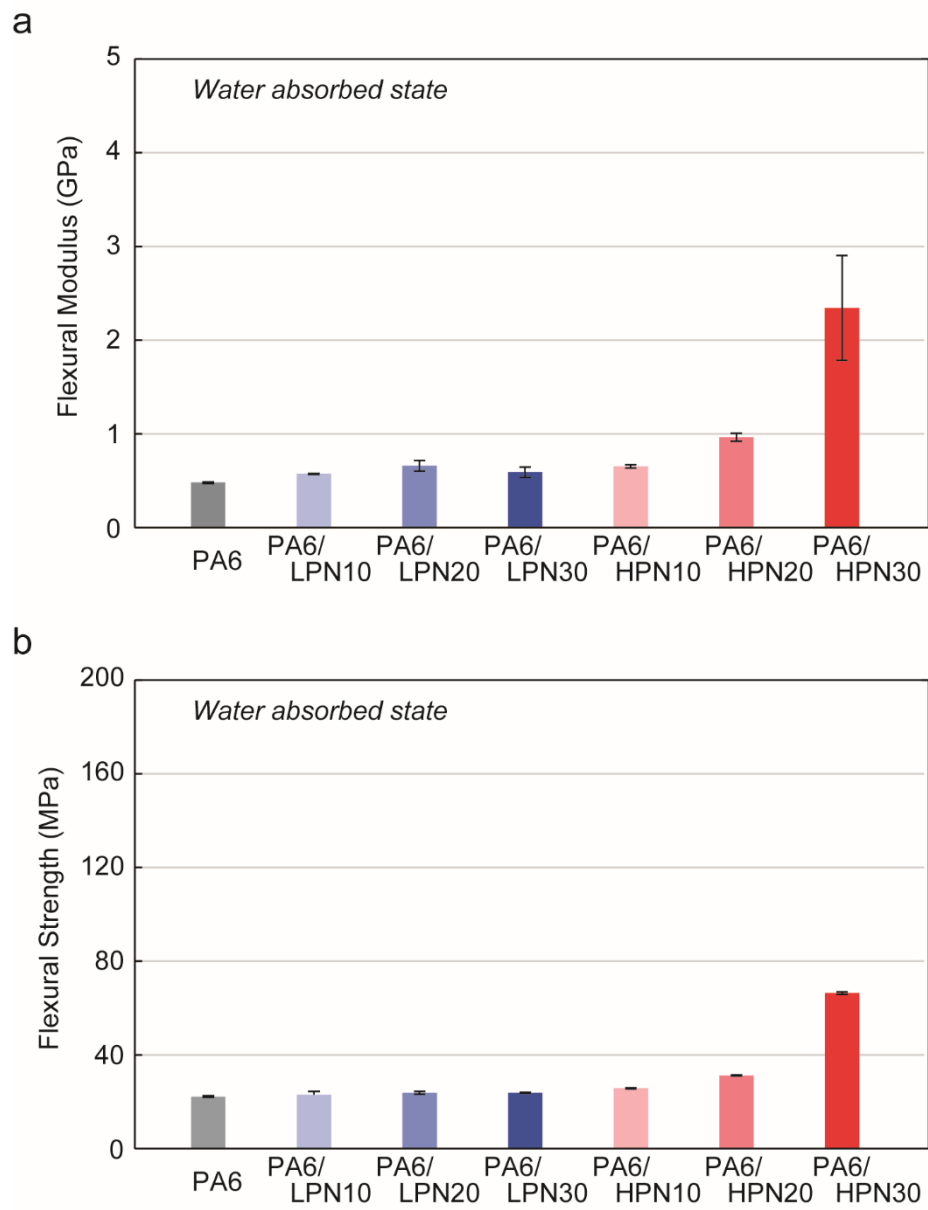 a
Flexural Modulus (GPa)
5
4
3
2
1
0
Water absorbed state
PA6
PA6/
LPN10
PA6/
LPN20
PA6/
LPN30
PA6/
HPN10
PA6/
HPN20
PA6/
HPN30
b
Flexural Strength (MPa)
200
160
120
80
40
0
Water absorbed state
PA6
PA6/
LPN10
PA6/
LPN20
PA6/
LPN30
PA6/
HPN10
PA6/
HPN20
PA6/
HPN30